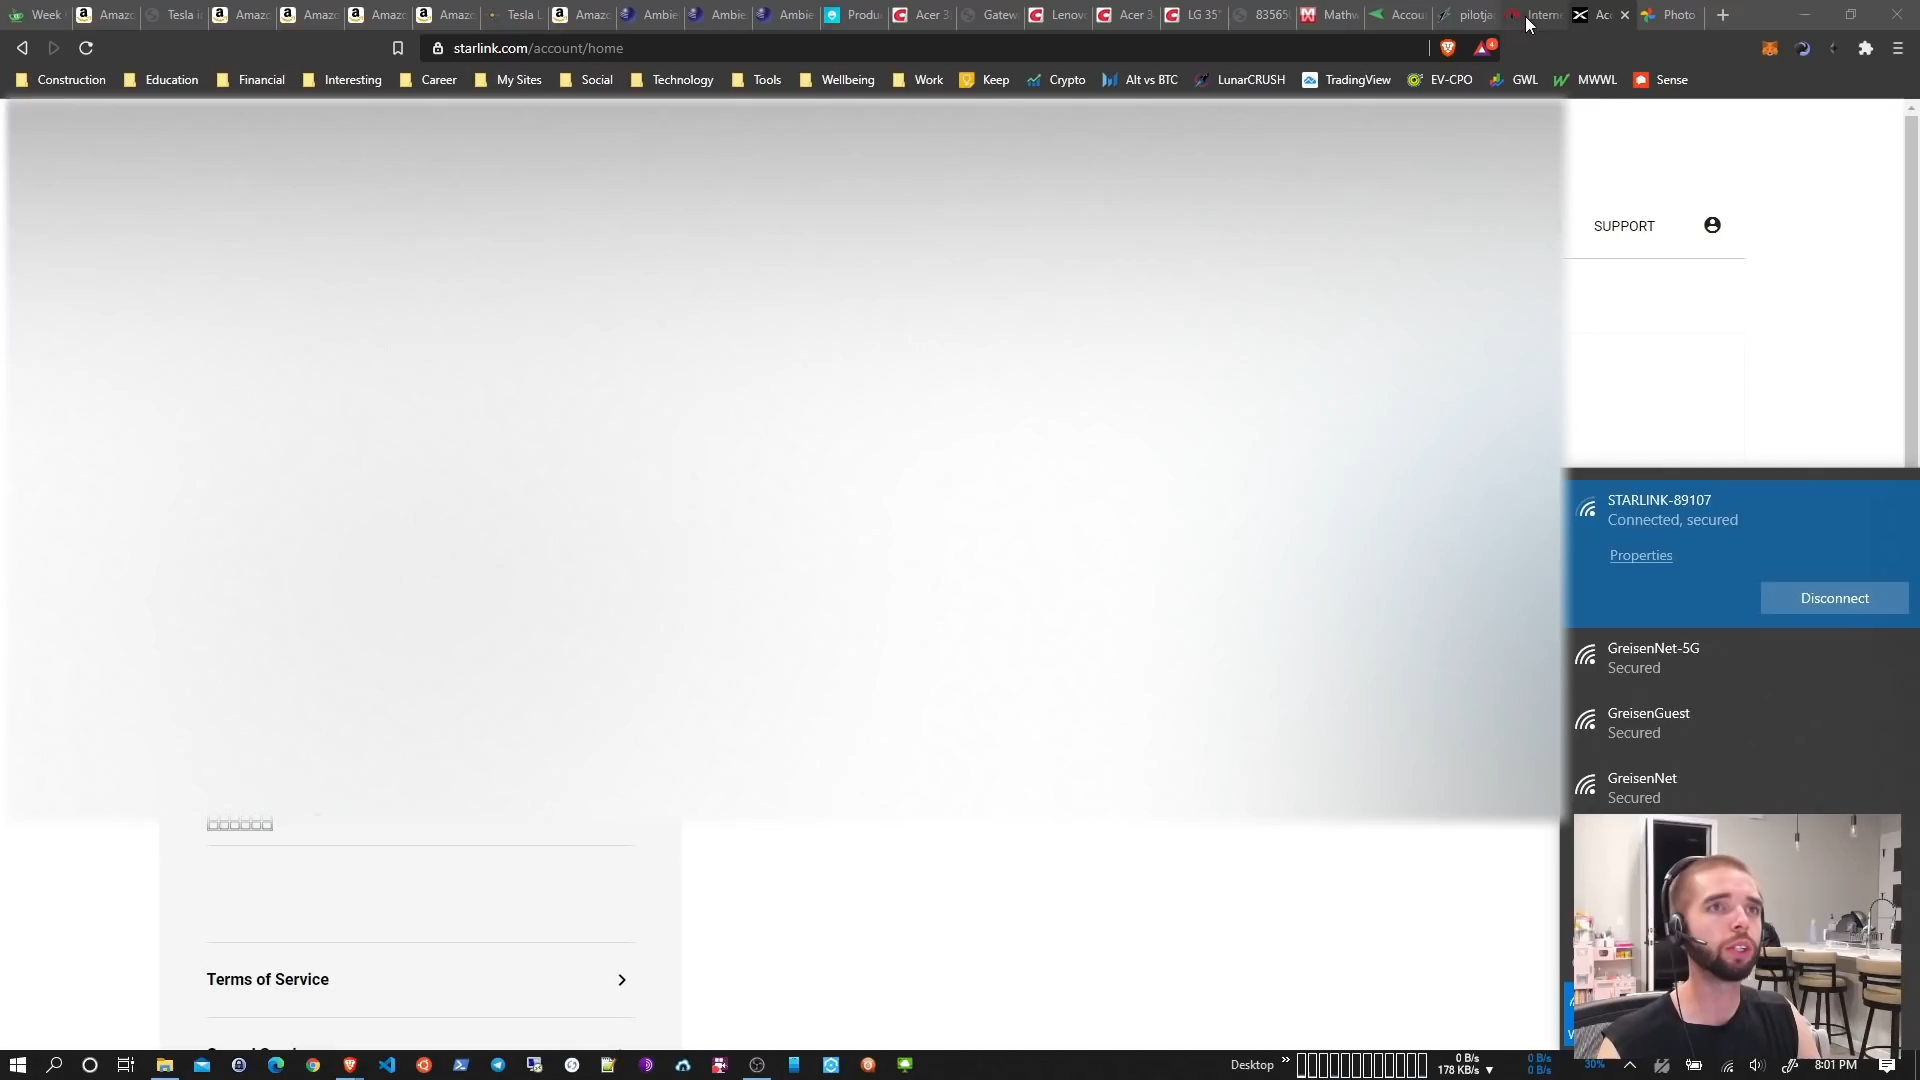 Week
Amazo
Tesla i
Amazo
Amazo
Amazo
Amazo
Tesla L
Amazo
Ambie
Ambie
Ambie
Produ
Acer 3
Gatew
Lenovo
Acer 3
LG 35"
83565
Mathw
Accou
pilotja
Intern
Acc
Photo
starlink.com/account/home
4
Construction
Education
Financial
Interesting
Career
My Sites
Social
Technology
Tools
Wellbeing
Work
Keep
Crypto
Alt vs BTC
LunarCRUSH
TradingView
EV-CPO
GWL
MWWL
Sense
SUPPORT
STARLINK-89107
Connected, secured
Properties
Disconnect
GreisenNet-5G
Secured
GreisenGuest
Secured
GreisenNet
Secured
Terms of Service
Desktop
0 B/s
178 KB/s
0 B/s
0 B/s
30%
8:01 PM